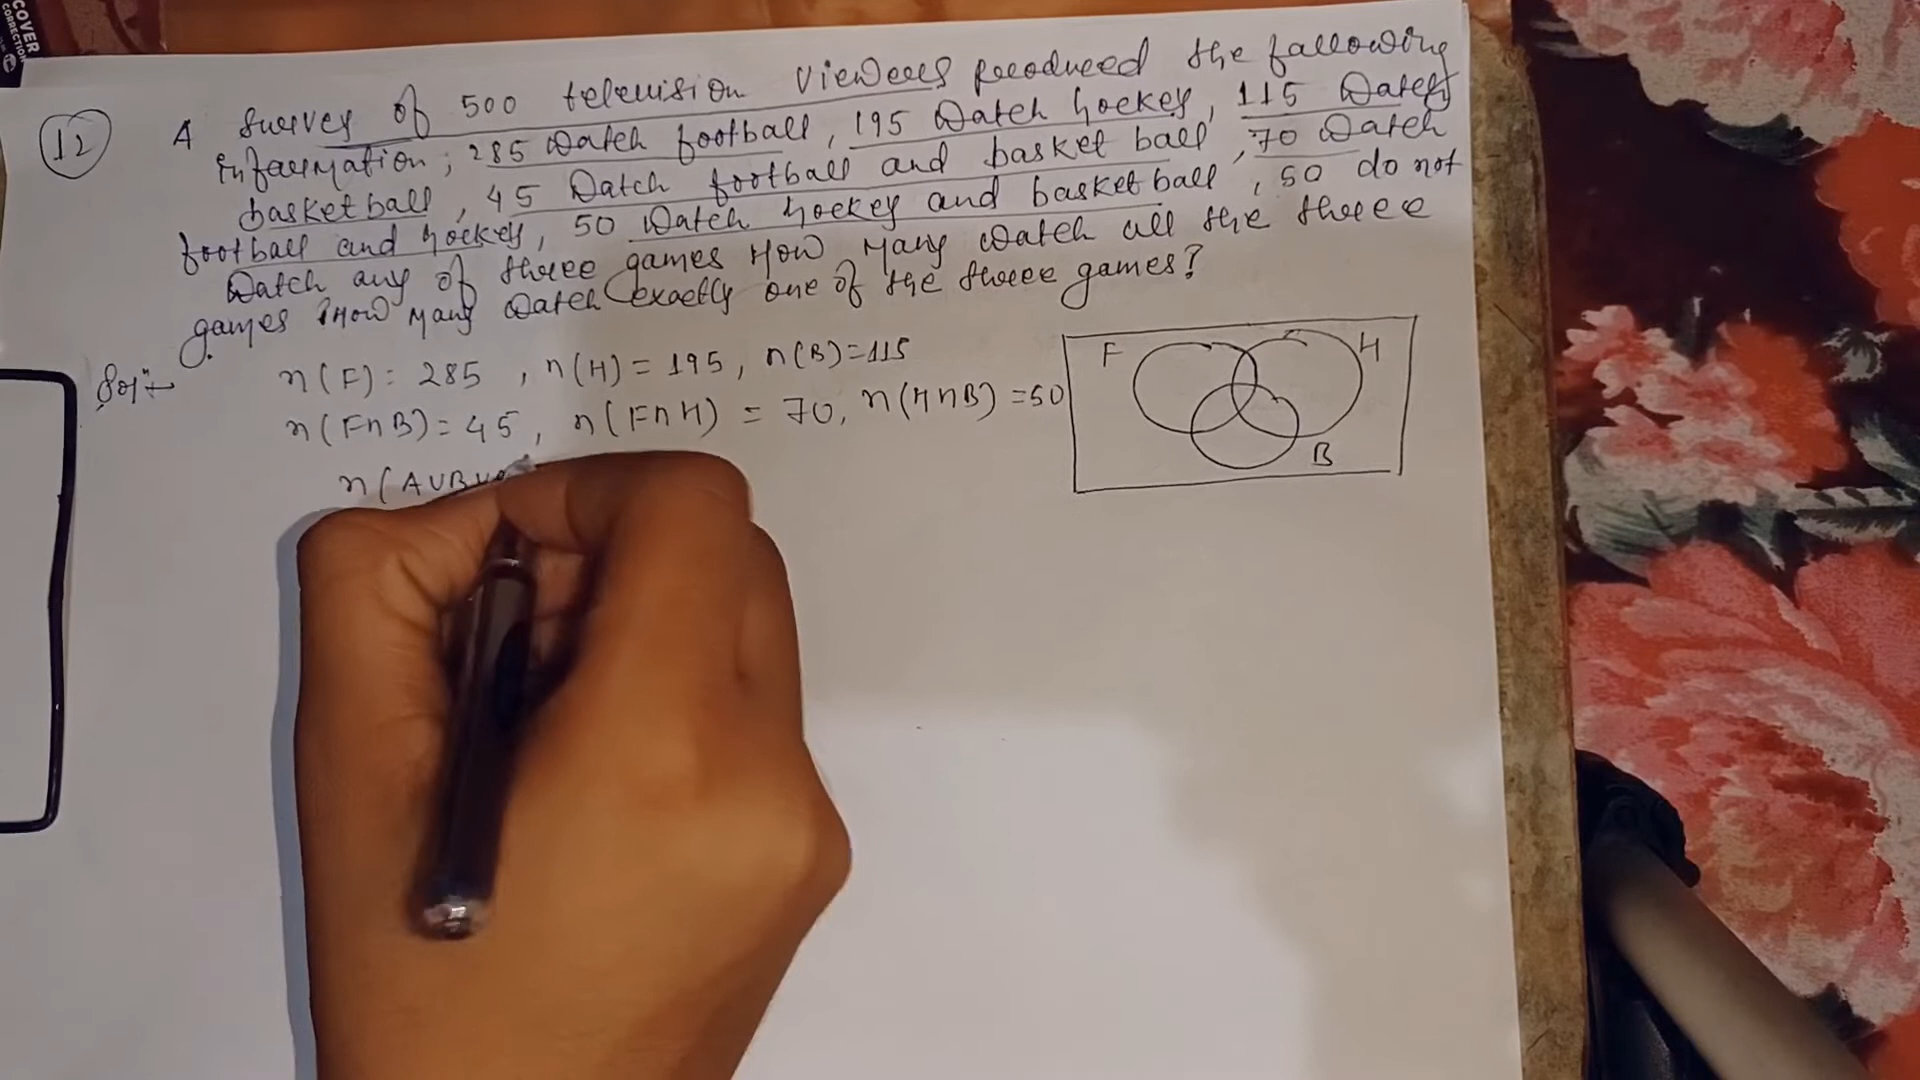 COVER
CORRECTION
12
A survey of 500 television viewers produced the following
information; 285 watch football, 195 watch hockey, 115 watch
basketball, 45 watch football and basket ball, 70 watch
football and hockey, 50 watch hockey and basketball, 50 do not
watch any of three games How many watch all the three
games ? How many watch exactly one of the three games?
Sol":-
n(F) = 285 , n(H) = 195, n(B)=115
n(F∩B)= 45, n(F∩H) = 70, n(H∩B) =50
n(A∪B∪
F
H
B